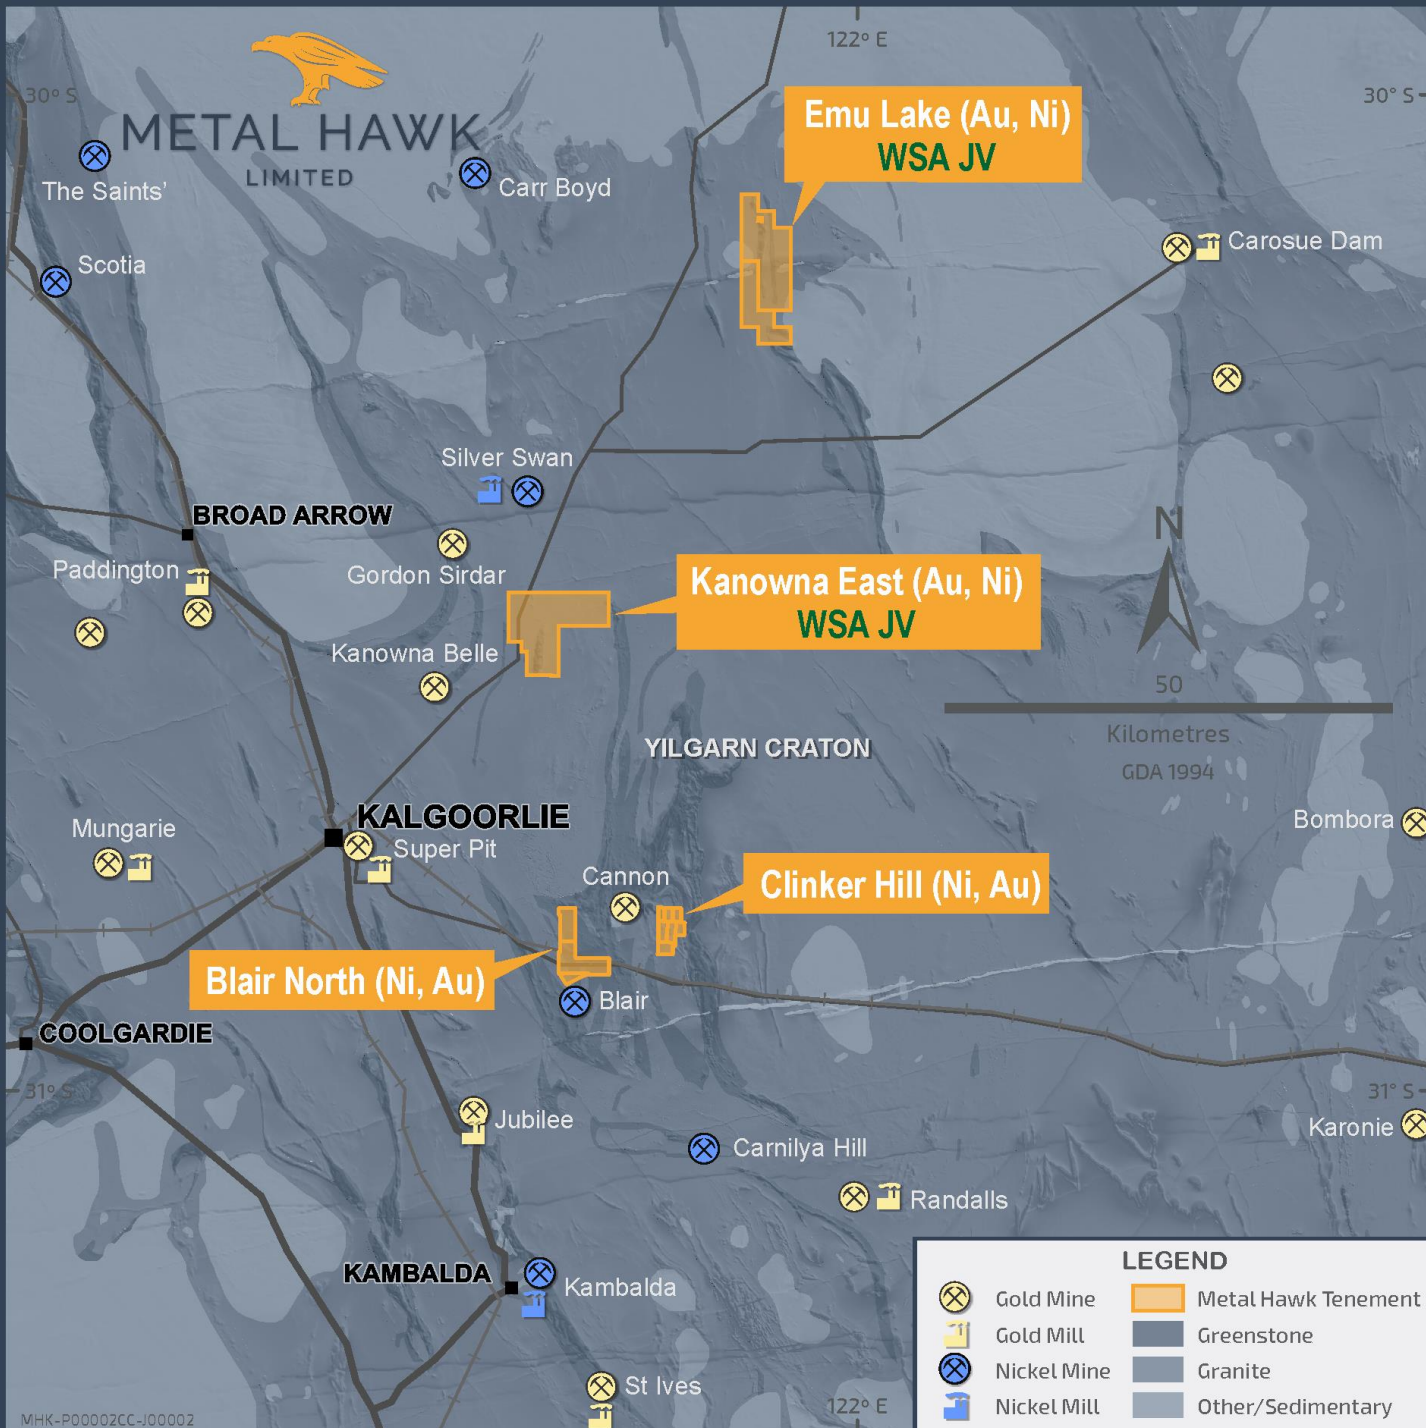 122° E
30° S
30° S
METAL HAWK
LIMITED
Emu Lake (Au, Ni)
WSA JV
The Saints'
Carr Boyd
Carosue Dam
Scotia
Silver Swan
BROAD ARROW
Gordon Sirdar
Paddington
N
Kanowna East (Au, Ni)
WSA JV
Kanowna Belle
50
Kilometres
GDA 1994
YILGARN CRATON
KALGOORLIE
Super Pit
Mungarie
Bombora
Cannon
Clinker Hill (Ni, Au)
Blair North (Ni, Au)
Blair
COOLGARDIE
31° S
31° S
Jubilee
Karonie
Carnilya Hill
Randalls
KAMBALDA
Kambalda
St Ives
122° E
LEGEND
Gold Mine
Metal Hawk Tenement
Gold Mill
Greenstone
Nickel Mine
Granite
Nickel Mill
Other/Sedimentary
MHK-P00002CC-J00002